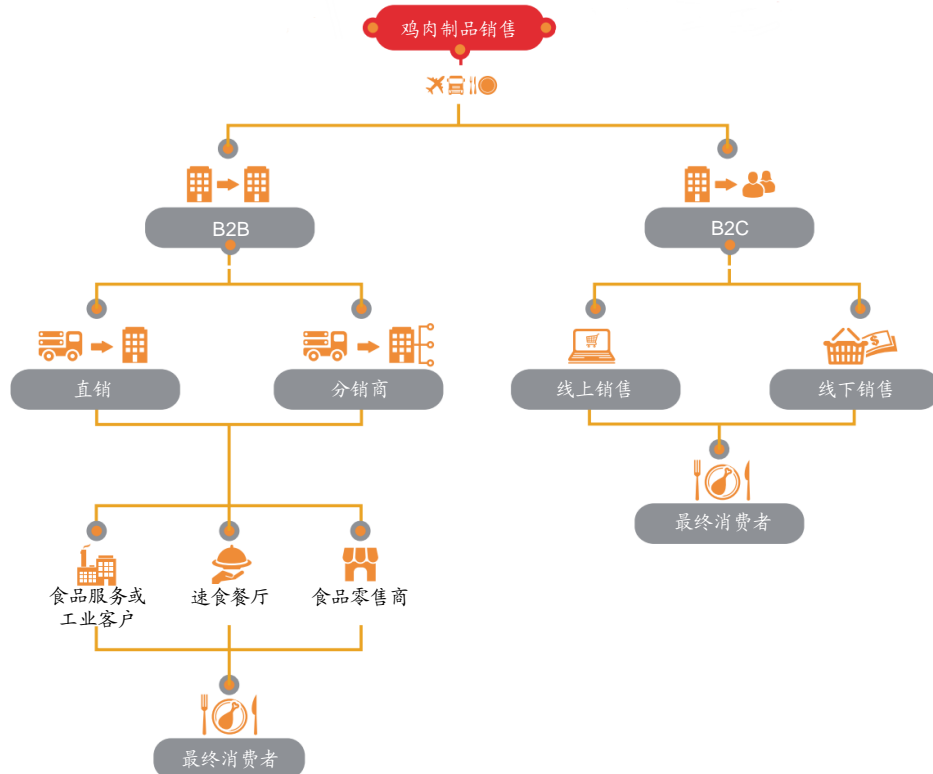 鸡肉制品销售
B2B
B2C
直销
分销商
线上销售
线下销售
最终消费者
食品服务或
工业客户
速食餐厅
食品零售商
最终消费者